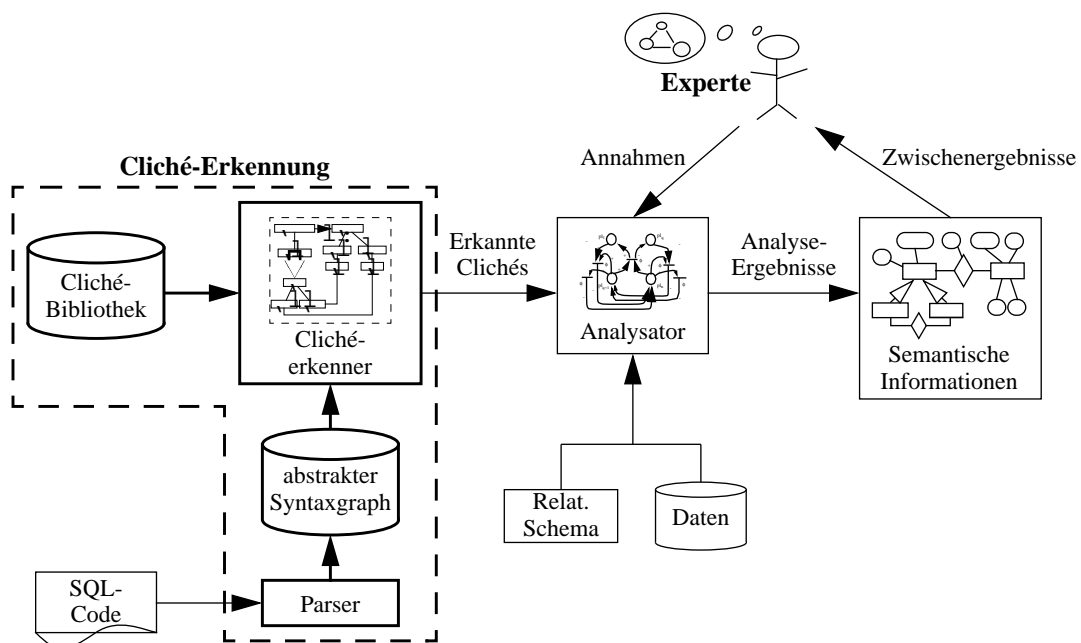 Experte
Annahmen
Zwischenergebnisse
Cliché-Erkennung
Cliché-
Bibliothek
Cliché-
erkenner
Erkannte
Clichés
Analysator
Analyse-
Ergebnisse
Semantische
Informationen
abstrakter
Syntaxgraph
Relat.
Schema
Daten
SQL-
Code
Parser